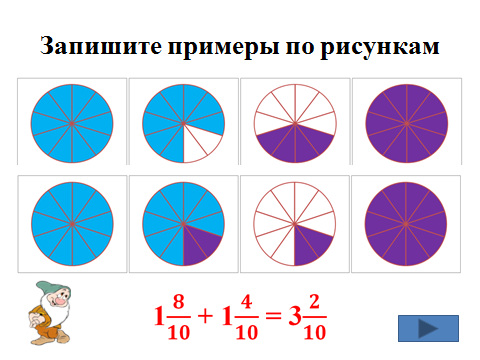 Запишите примеры по рисункам
1 8/10 + 1 4/10 = 3 2/10